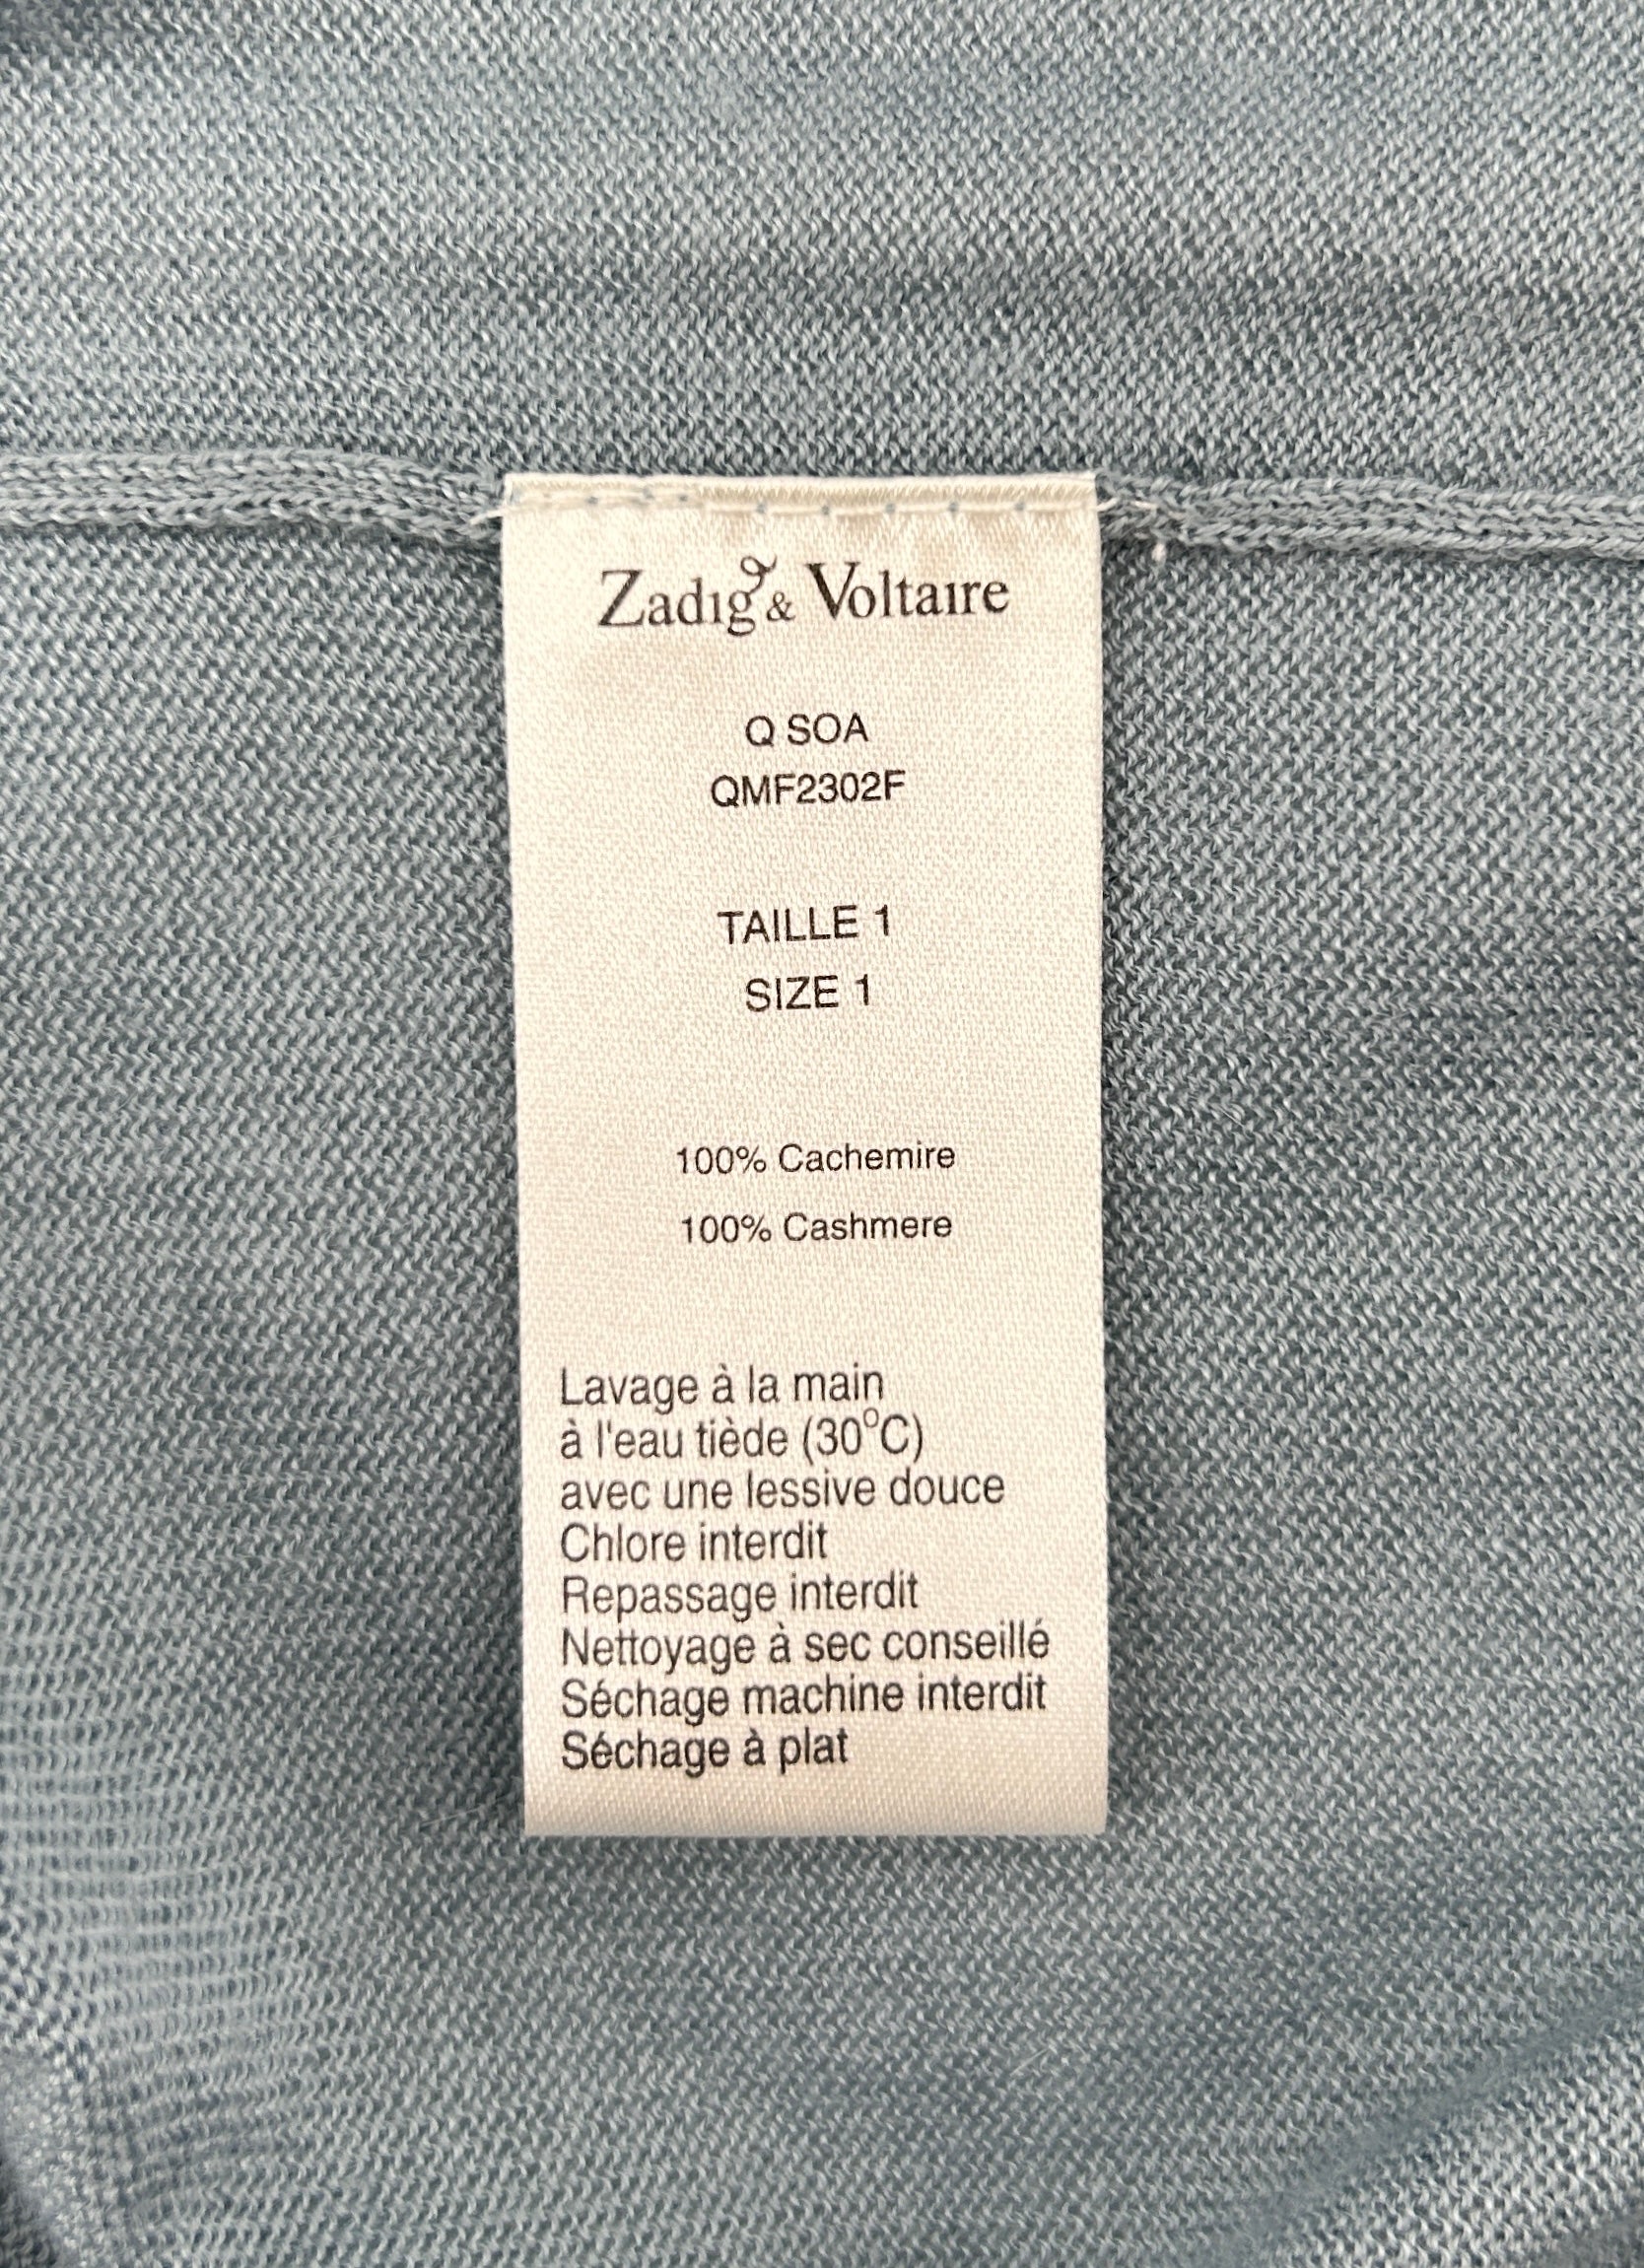 Zadig & Voltaire
Q SOA
QMF2302F
TAILLE 1
SIZE 1
100% Cachemire
100% Cashmere
Lavage à la main
à l'eau tiède (30°C)
avec une lessive douce
Chlore interdit
Repassage interdit
Nettoyage à sec conseillé
Séchage machine interdit
Séchage à plat